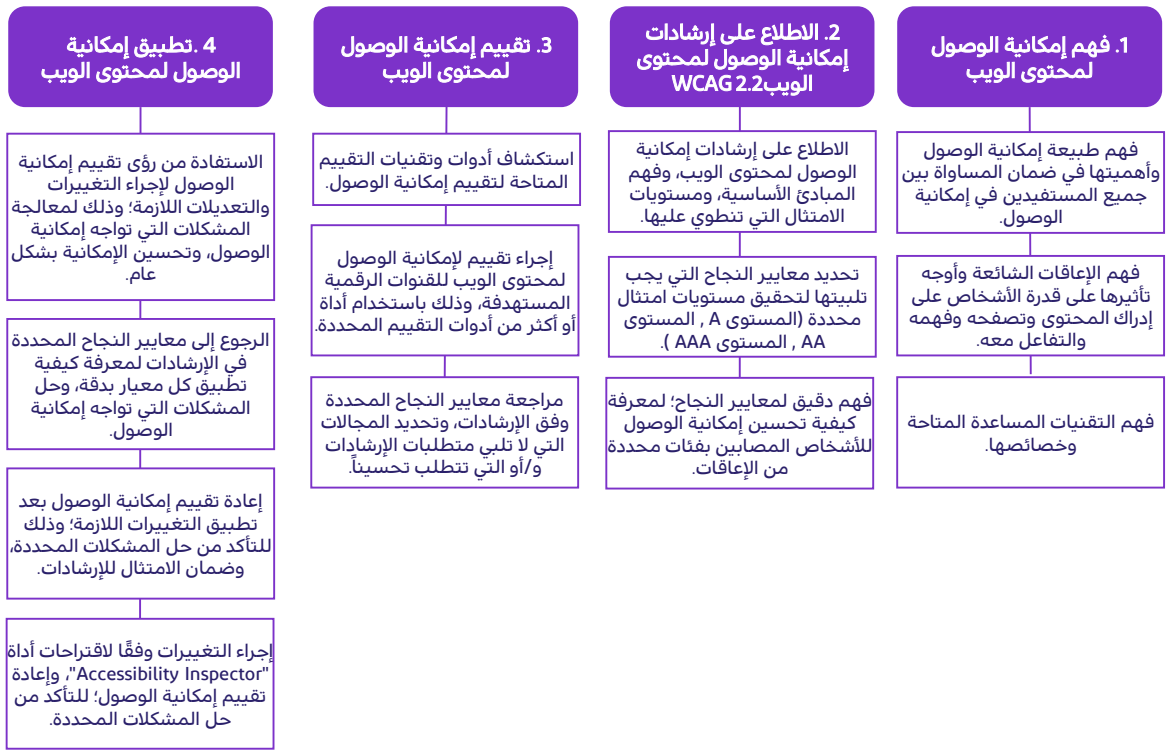 1. فهم إمكانية الوصول
لمحتوى الويب
فهم طبيعة إمكانية الوصول
وأهميتها في ضمان المساواة بين
جميع المستفيدين في إمكانية
الوصول.
فهم الإعاقات الشائعة وأوجه
تأثيرها على قدرة الأشخاص على
إدراك المحتوى وتصفحه وفهمه
والتفاعل معه.
فهم التقنيات المساعدة المتاحة
وخصائصها.
2. الاطلاع على إرشادات
إمكانية الوصول لمحتوى
الويبWCAG 2.2
الاطلاع على إرشادات إمكانية
الوصول لمحتوى الويب، وفهم
المبادئ الأساسية، ومستويات
الامتثال التي تنطوي عليها.
تحديد معايير النجاح التي يجب
تلبيتها لتحقيق مستويات امتثال
محددة (المستوى A , المستوى
AA , المستوى AAA ).
فهم دقيق لمعايير النجاح؛ لمعرفة
كيفية تحسين إمكانية الوصول
للأشخاص المصابين بفئات محددة
من الإعاقات.
3. تقييم إمكانية الوصول
لمحتوى الويب
استكشاف أدوات وتقنيات التقييم
المتاحة لتقييم إمكانية الوصول.
إجراء تقييم لإمكانية الوصول
لمحتوى الويب للقنوات الرقمية
المستهدفة، وذلك باستخدام أداة
أو أكثر من أدوات التقييم المحددة.
مراجعة معايير النجاح المحددة
وفق الإرشادات، وتحديد المجالات
التي لا تلبي متطلبات الإرشادات
و/أو التي تتطلب تحسيناً.
4 .تطبيق إمكانية
الوصول لمحتوى الويب
الاستفادة من رؤى تقييم إمكانية
الوصول لإجراء التغييرات
والتعديلات اللازمة؛ وذلك لمعالجة
المشكلات التي تواجه إمكانية
الوصول، وتحسين الإمكانية بشكل
عام.
الرجوع إلى معايير النجاح المحددة
في الإرشادات لمعرفة كيفية
تطبيق كل معيار بدقة، وحل
المشكلات التي تواجه إمكانية
الوصول.
إعادة تقييم إمكانية الوصول بعد
تطبيق التغييرات اللازمة؛ وذلك
للتأكد من حل المشكلات المحددة،
وضمان الامتثال للإرشادات.
إجراء التغييرات وفقًا لاقتراحات أداة
"Accessibility Inspector"، وإعادة
تقييم إمكانية الوصول؛ للتأكد من
حل المشكلات المحددة.